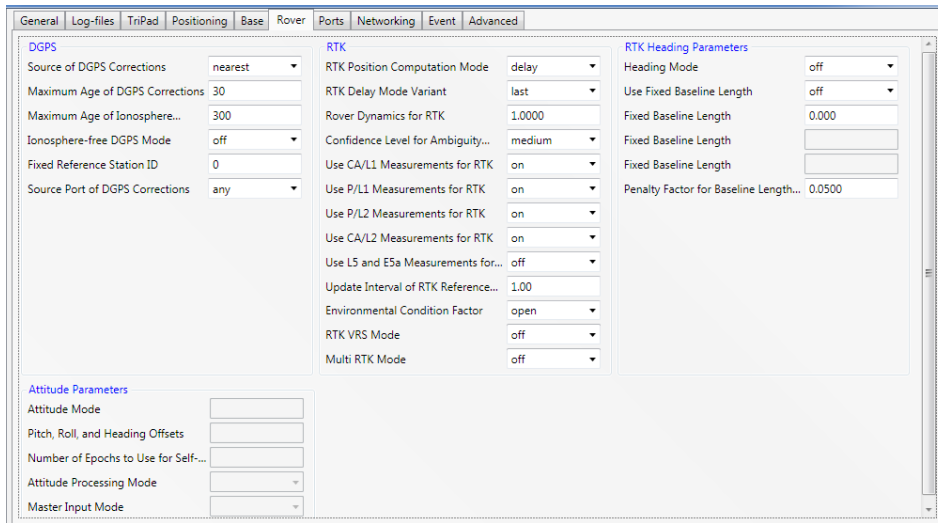 General Log-files TriPad Positioning Base Rover Ports Networking Event Advanced
DGPS
Source of DGPS Corrections nearest
Maximum Age of DGPS Corrections 30
Maximum Age of Ionosphere... 300
Ionosphere-free DGPS Mode off
Fixed Reference Station ID 0
Source Port of DGPS Corrections any
RTK
RTK Position Computation Mode delay
RTK Delay Mode Variant last
Rover Dynamics for RTK 1.0000
Confidence Level for Ambiguity... medium
Use CA/L1 Measurements for RTK on
Use P/L1 Measurements for RTK on
Use P/L2 Measurements for RTK on
Use CA/L2 Measurements for RTK on
Use L5 and E5a Measurements for... off
Update Interval of RTK Reference... 1.00
Environmental Condition Factor open
RTK VRS Mode off
Multi RTK Mode off
RTK Heading Parameters
Heading Mode off
Use Fixed Baseline Length off
Fixed Baseline Length 0.000
Fixed Baseline Length
Fixed Baseline Length
Penalty Factor for Baseline Length... 0.0500
Attitude Parameters
Attitude Mode
Pitch, Roll, and Heading Offsets
Number of Epochs to Use for Self-...
Attitude Processing Mode
Master Input Mode